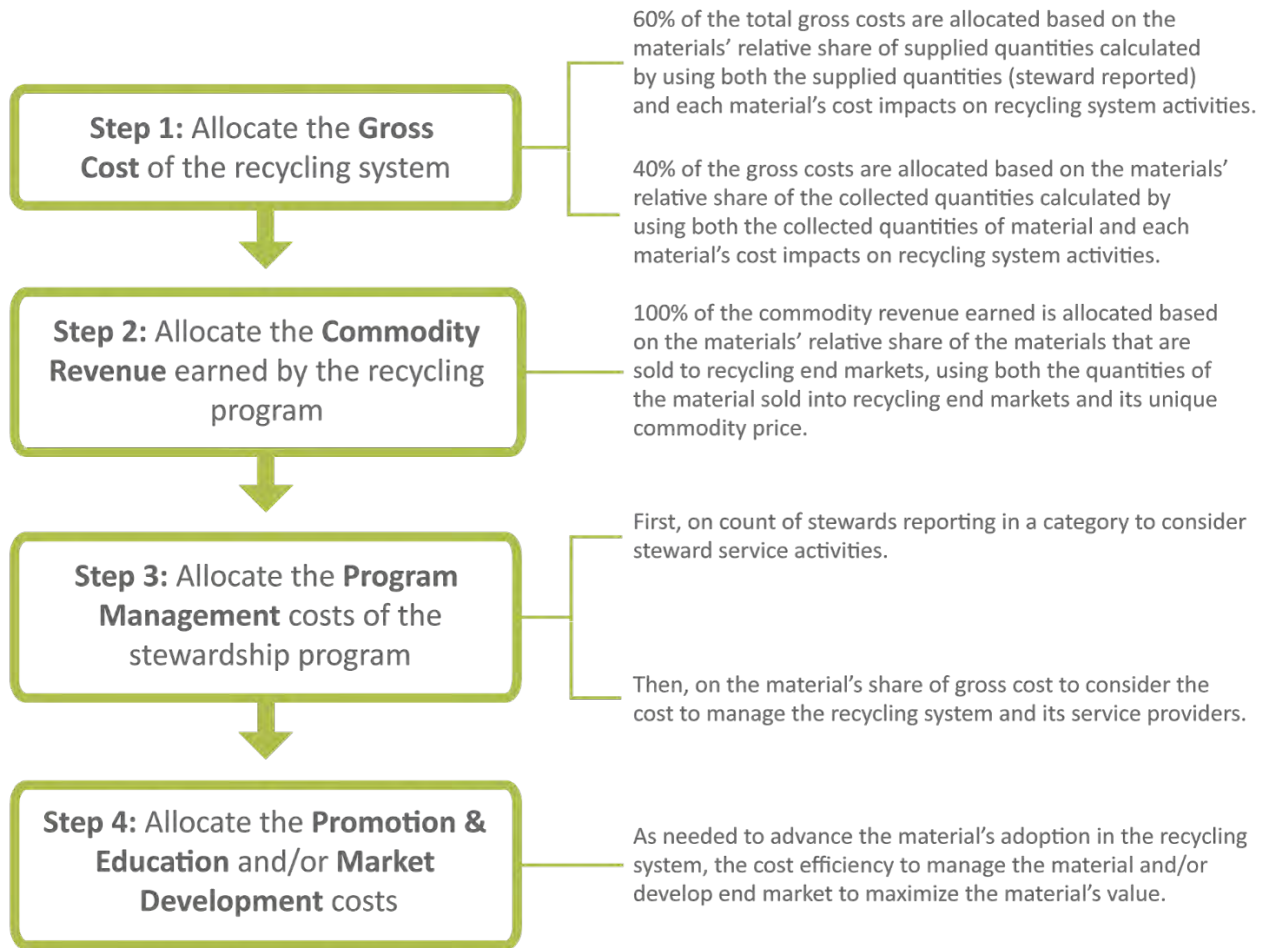 Step 1: Allocate the Gross
Cost of the recycling system
60% of the total gross costs are allocated based on the
materials’ relative share of supplied quantities calculated
by using both the supplied quantities (steward reported)
and each material’s cost impacts on recycling system activities.
40% of the gross costs are allocated based on the materials’
relative share of the collected quantities calculated by
using both the collected quantities of material and each
material’s cost impacts on recycling system activities.
Step 2: Allocate the Commodity
Revenue earned by the recycling
program
100% of the commodity revenue earned is allocated based
on the materials’ relative share of the materials that are
sold to recycling end markets, using both the quantities of
the material sold into recycling end markets and its unique
commodity price.
Step 3: Allocate the Program
Management costs of the
stewardship program
First, on count of stewards reporting in a category to consider
steward service activities.
Then, on the material’s share of gross cost to consider the
cost to manage the recycling system and its service providers.
Step 4: Allocate the Promotion &
Education and/or Market
Development costs
As needed to advance the material’s adoption in the recycling
system, the cost efficiency to manage the material and/or
develop end market to maximize the material’s value.